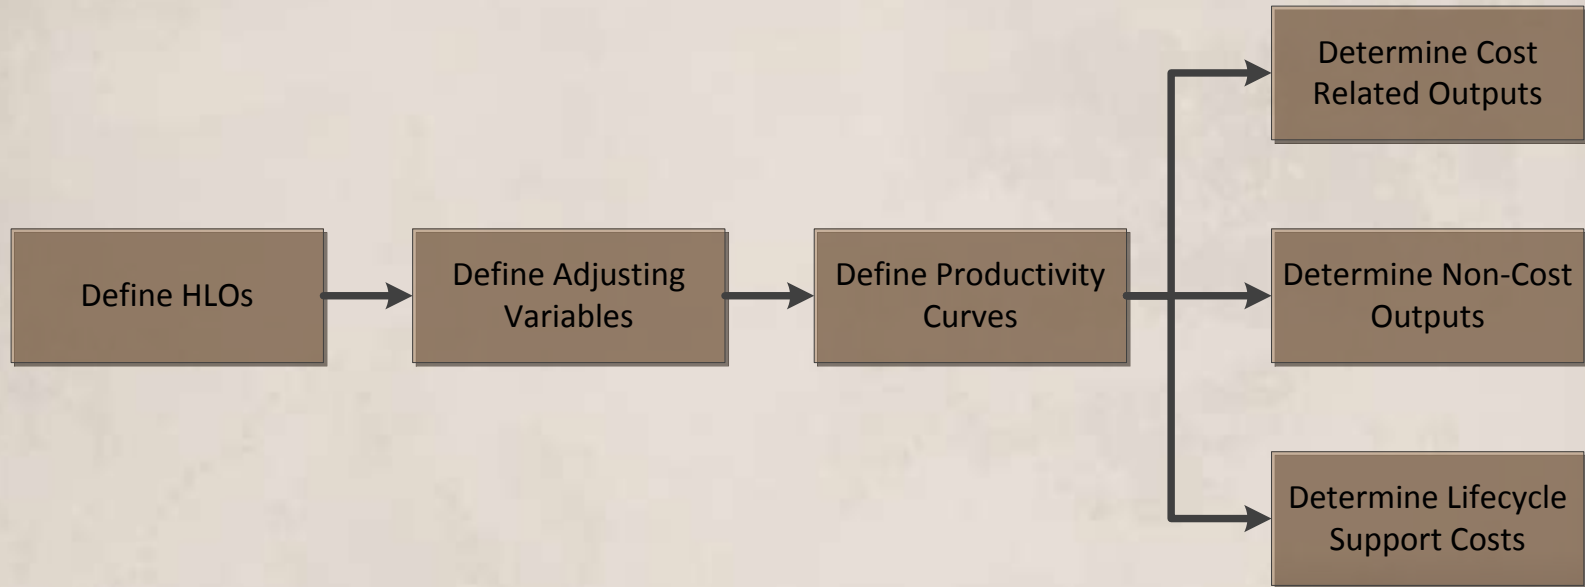 Define HLOs
Define Adjusting
Variables
Define Productivity
Curves
Determine Cost
Related Outputs
Determine Non-Cost
Outputs
Determine Lifecycle
Support Costs